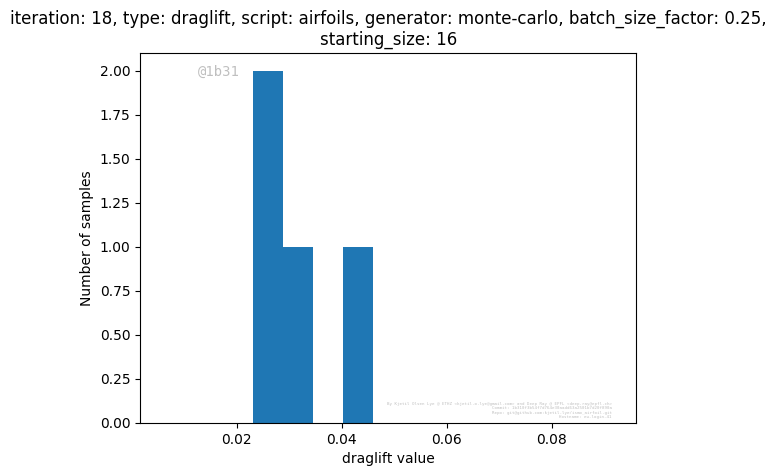 iteration: 18, type: draglift, script: airfoils, generator: monte-carlo, batch_size_factor: 0.25,
starting_size: 16
@1b31
2.00
1.75
1.50
1.25
1.00
0.75
0.50
0.25
0.00
Number of samples
0.02
0.04
0.06
0.08
draglift value